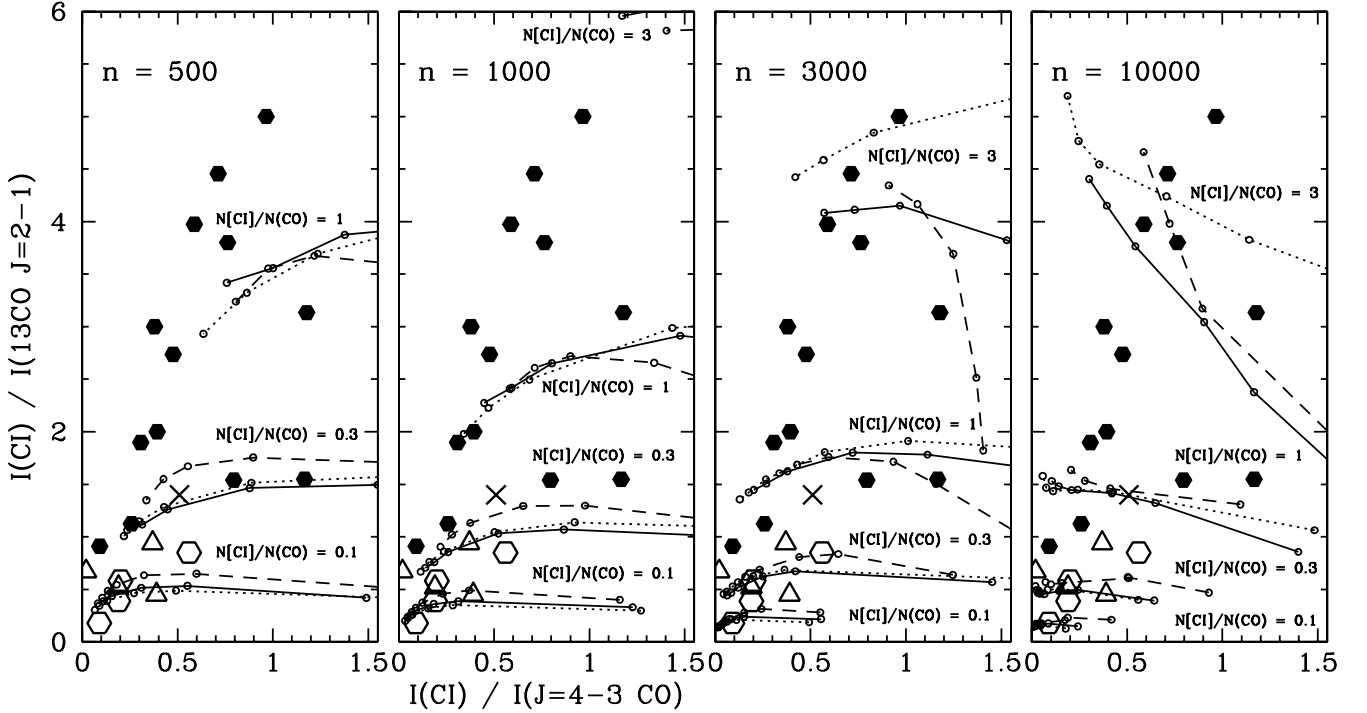 6
N[CI]/N(CO) = 3
n = 500
n = 1000
n = 3000
n = 10000
N[CI]/N(CO) = 3
N[CI]/N(CO) = 3
4
N[CI]/N(CO) = 1
I(CI) / I(13CO J=2-1)
N[CI]/N(CO) = 1
N[CI]/N(CO) = 1
2
N[CI]/N(CO) = 0.3
N[CI]/N(CO) = 0.3
N[CI]/N(CO) = 1
N[CI]/N(CO) = 0.1
N[CI]/N(CO) = 0.3
N[CI]/N(CO) = 0.1
N[CI]/N(CO) = 0.3
N[CI]/N(CO) = 0.1
N[CI]/N(CO) = 0.1
0
0 0.5 1 1.5 0 0.5 1 1.5 0 0.5 1 1.5 0 0.5 1 1.5
I(CI) / I(J=4-3 CO)